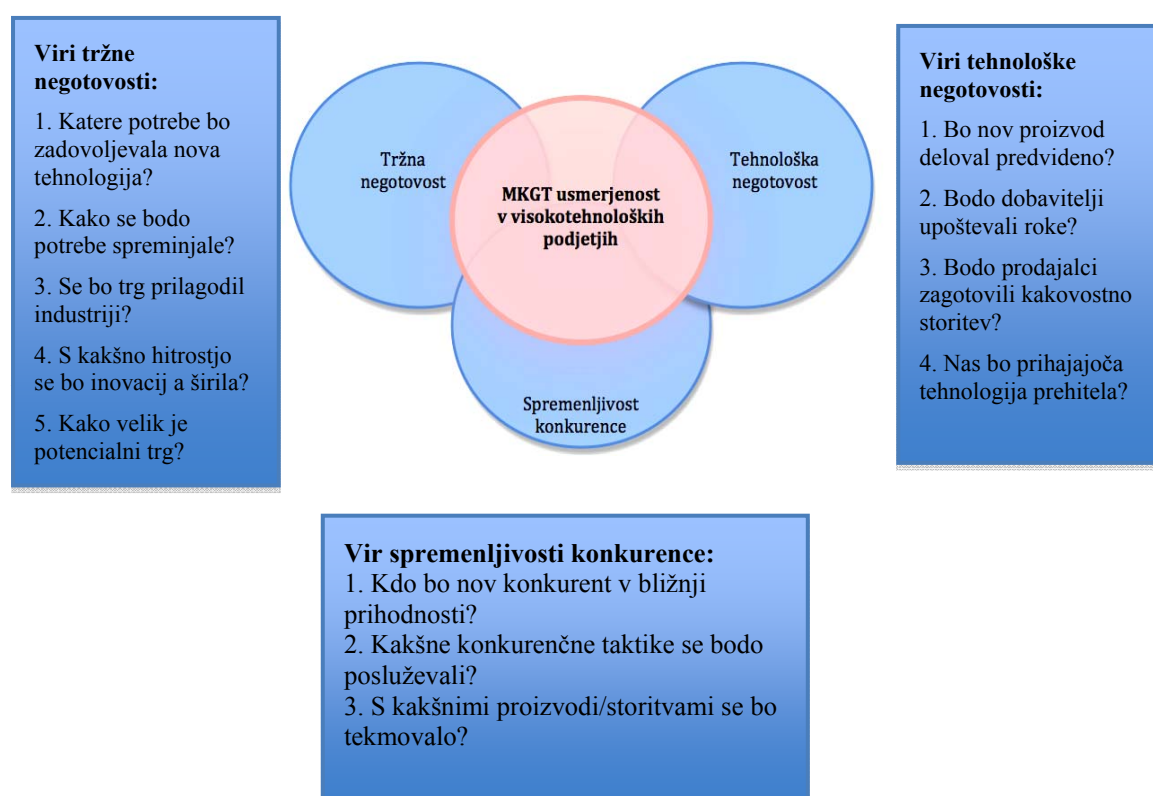 Viri tržne
negotovosti:
1. Katere potrebe bo
zadovoljevala nova
tehnologija?
2. Kako se bodo
potrebe spreminjale?
3. Se bo trg prilagodil
industriji?
4. S kakšno hitrostjo
se bo inovacij a širila?
5. Kako velik je
potencialni trg?
Tržna
negotovost
MKGT usmerjenost
v visokotehnoloških
podjetjih
Tehnološka
negotovost
Spremenljivost
konkurence
Viri tehnološke
negotovosti:
1. Bo nov proizvod
deloval predvideno?
2. Bodo dobavitelji
upoštevali roke?
3. Bodo prodajalci
zagotovili kakovostno
storitev?
4. Nas bo prihajajoča
tehnologija prehitela?
Vir spremenljivosti konkurence:
1. Kdo bo nov konkurent v bližnji
prihodnosti?
2. Kakšne konkurenčne taktike se bodo
posluževali?
3. S kakšnimi proizvodi/storitvami se bo
tekmovalo?